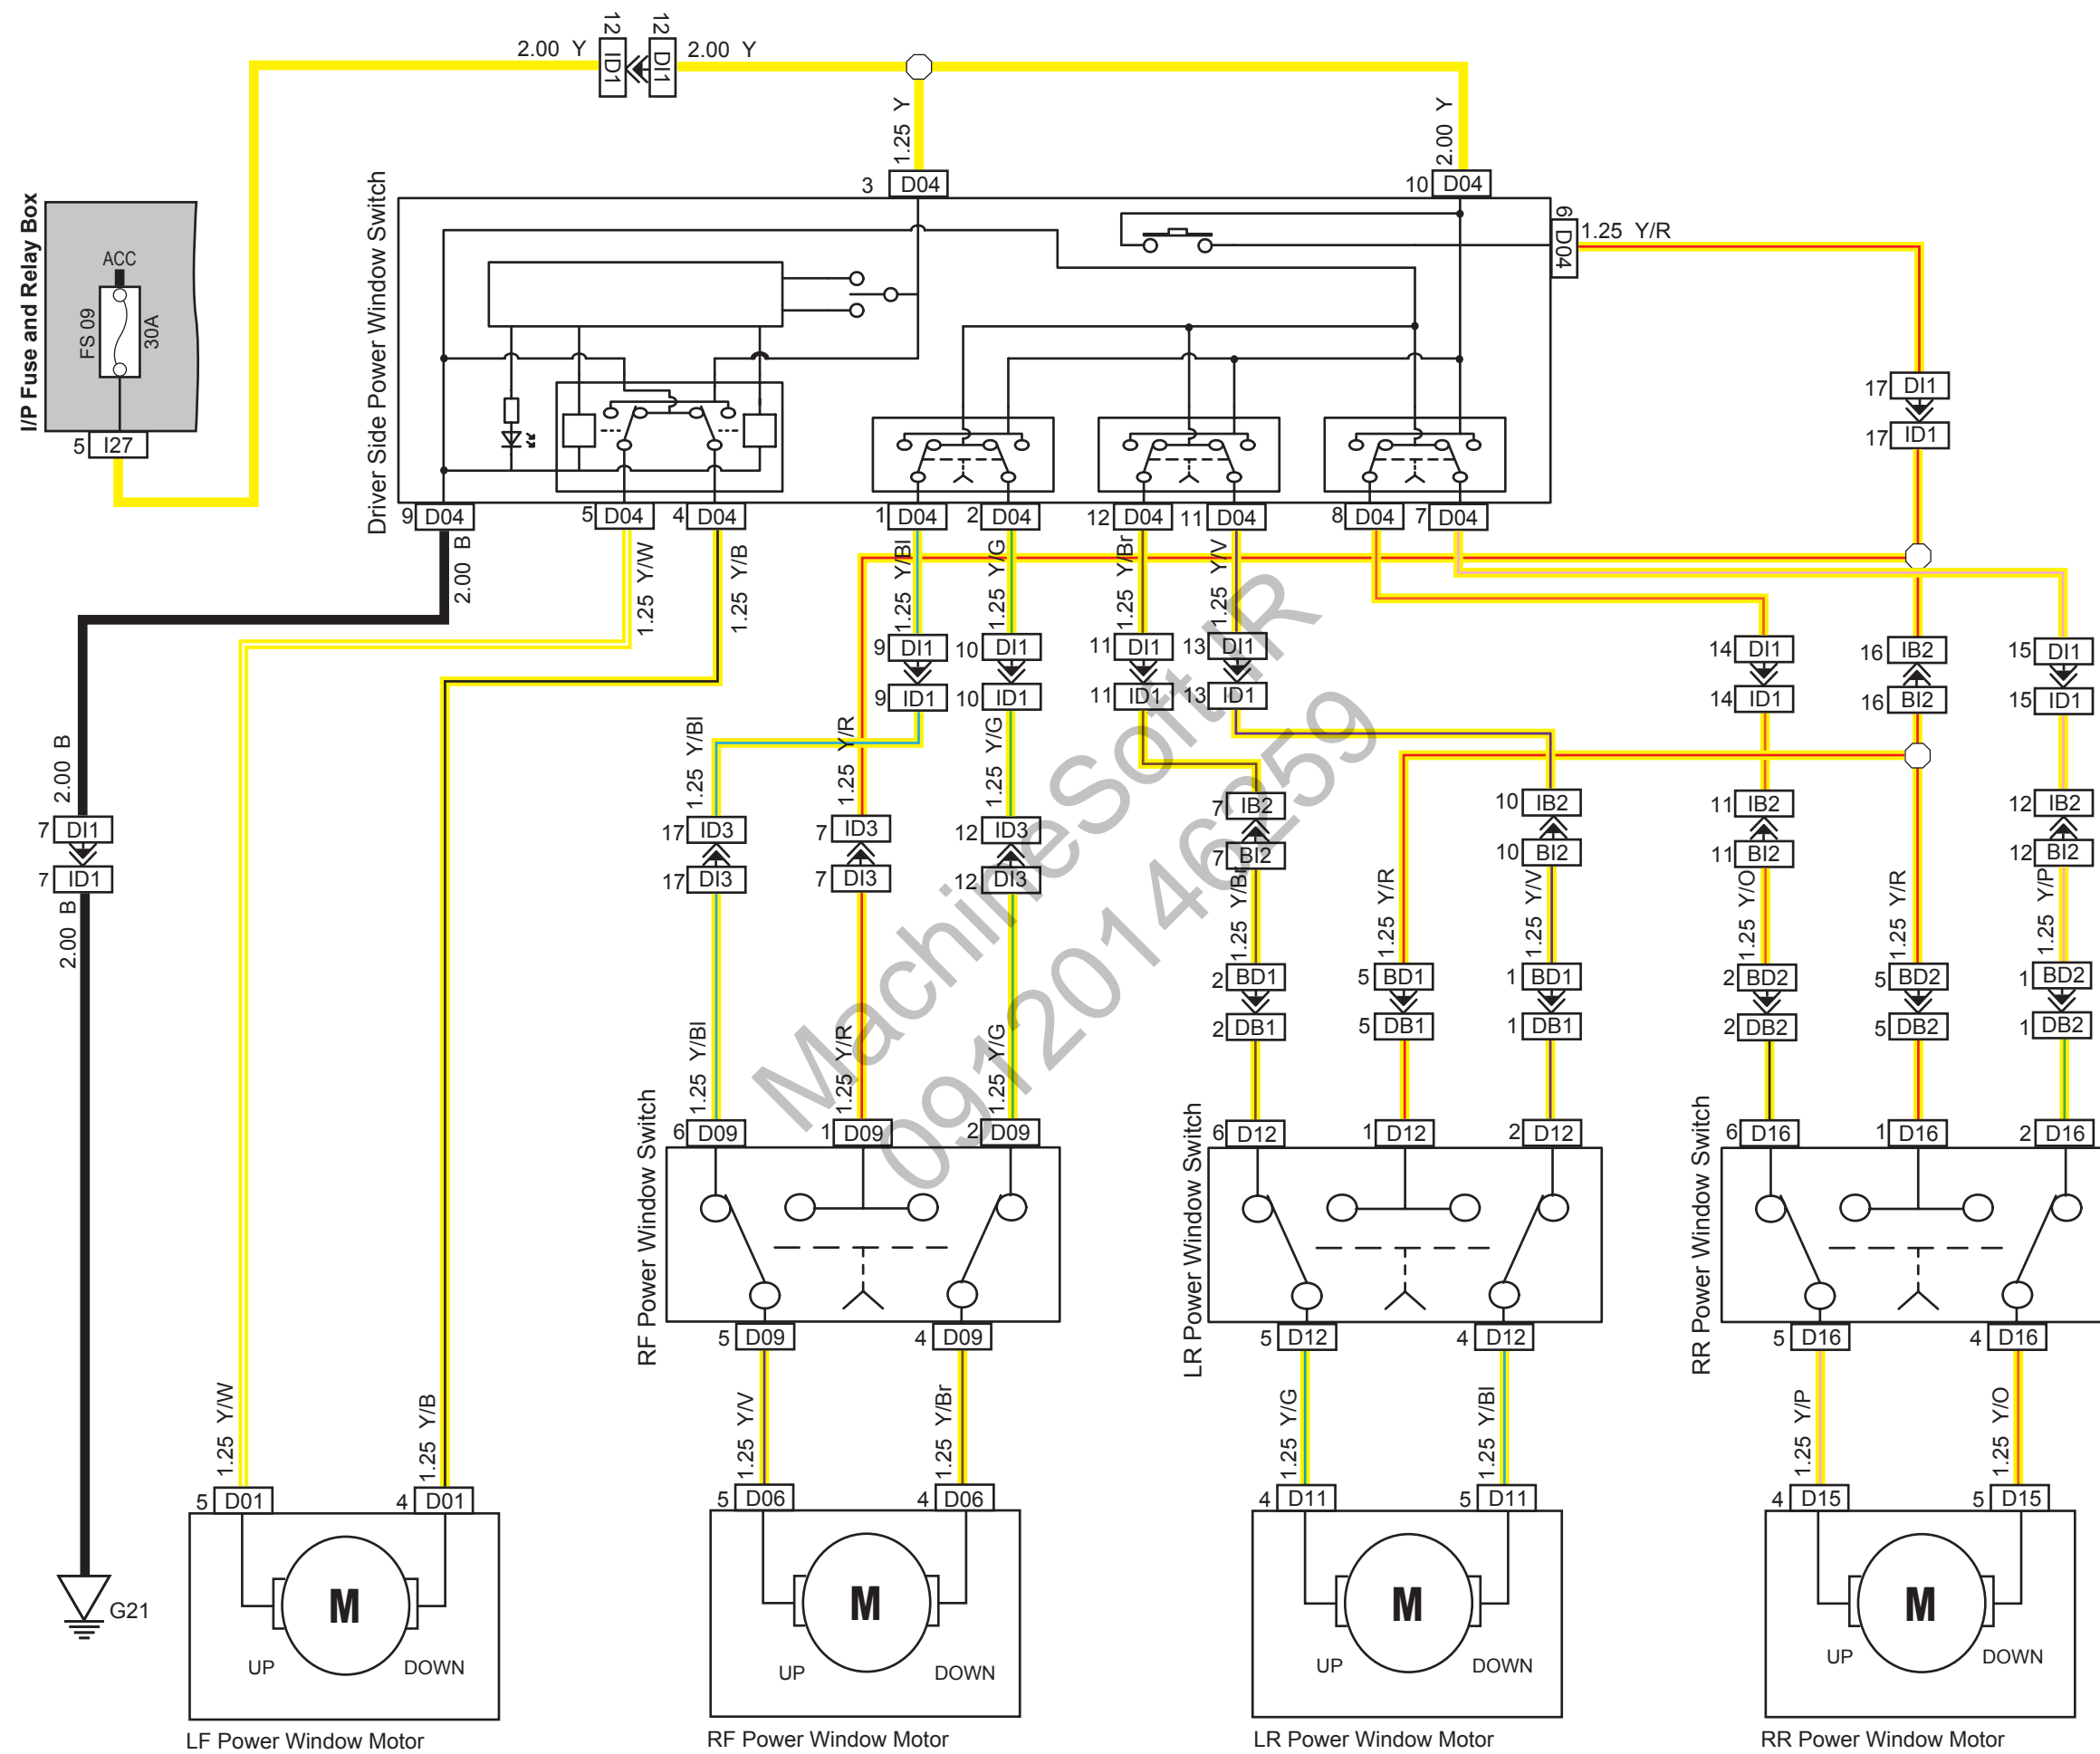 2.00 Y
12 ID1
12 DI1
2.00 Y
1.25 Y
2.00 Y
3 D04
10 D04
I/P Fuse and Relay Box
ACC
FS 09
30A
5 I27
Driver Side Power Window Switch
9 D04
1.25 Y/R
17 DI1
17 ID1
9 D04
5 D04
4 D04
1 D04
2 D04
12 D04
11 D04
8 D04
7 D04
2.00 B
1.25 Y/W
1.25 Y/B
1.25 Y/Bl
1.25 Y/G
1.25 Y/Br
1.25 Y/V
9 DI1
10 DI1
11 DI1
13 DI1
14 DI1
16 IB2
15 DI1
9 ID1
10 ID1
11 ID1
13 ID1
14 ID1
16 BI2
15 ID1
2.00 B
1.25 Y/Bl
1.25 Y/R
1.25 Y/G
7 DI1
7 ID1
17 ID3
7 ID3
12 ID3
7 IB2
10 IB2
11 IB2
12 IB2
17 DI3
7 DI3
12 DI3
7 BI2
10 BI2
11 BI2
12 BI2
2.00 B
1.25 Y/Br
1.25 Y/R
1.25 Y/V
1.25 Y/O
1.25 Y/R
1.25 Y/P
2 BD1
5 BD1
1 BD1
2 BD2
5 BD2
1 BD2
2 DB1
5 DB1
1 DB1
2 DB2
5 DB2
1 DB2
1.25 Y/Bl
1.25 Y/R
1.25 Y/G
MachineSoft.IR
09120146259
6 D09
1 D09
2 D09
6 D12
1 D12
2 D12
6 D16
1 D16
2 D16
RF Power Window Switch
LR Power Window Switch
RR Power Window Switch
5 D09
4 D09
5 D12
4 D12
5 D16
4 D16
1.25 Y/W
1.25 Y/B
1.25 Y/V
1.25 Y/Br
1.25 Y/G
1.25 Y/Bl
1.25 Y/P
1.25 Y/O
5 D01
4 D01
5 D06
4 D06
4 D11
5 D11
4 D15
5 D15
G21
M
M
M
M
UP DOWN
UP DOWN
UP DOWN
UP DOWN
LF Power Window Motor
RF Power Window Motor
LR Power Window Motor
RR Power Window Motor